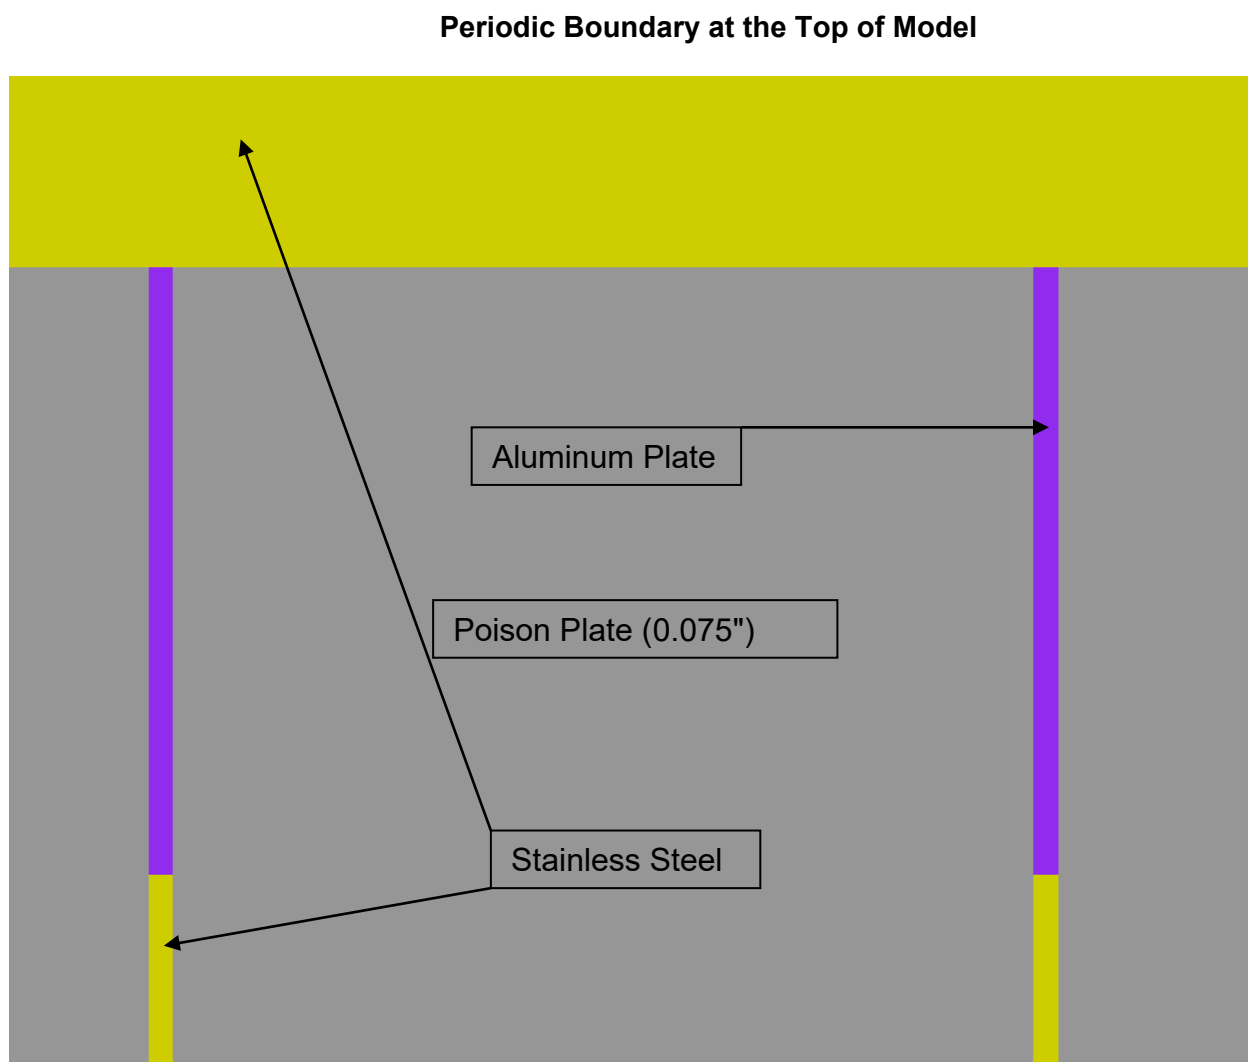 Periodic Boundary at the Top of Model
Aluminum Plate
Poison Plate (0.075")
Stainless Steel